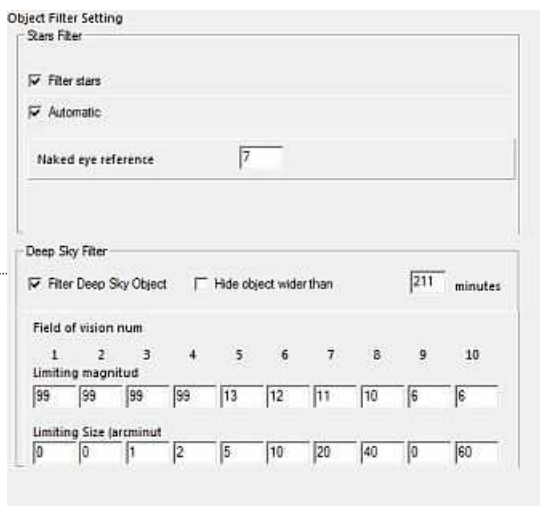 Object Filter Setting
Stars Filter
Filter stars
Automatic
Naked eye reference 7
Deep Sky Filter
Filter Deep Sky Object Hide object wider than 211 minutes
Field of vision num
1 2 3 4 5 6 7 8 9 10
Limiting magnitud
99 99 99 99 13 12 11 10 6 6
Limiting Size (arcminut
0 0 1 2 5 10 20 40 0 60